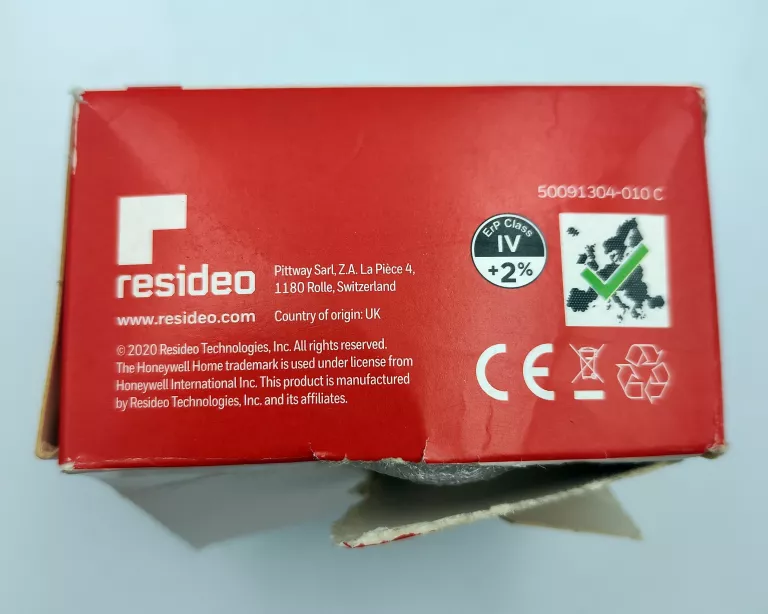 50091304-010 C
ErP Class
IV
+2%
resideo
Pittway Sarl, Z.A. La Pièce 4,
1180 Rolle, Switzerland
www.resideo.com
Country of origin: UK
© 2020 Resideo Technologies, Inc. All rights reserved.
The Honeywell Home trademark is used under license from
Honeywell International Inc. This product is manufactured
by Resideo Technologies, Inc. and its affiliates.
CE